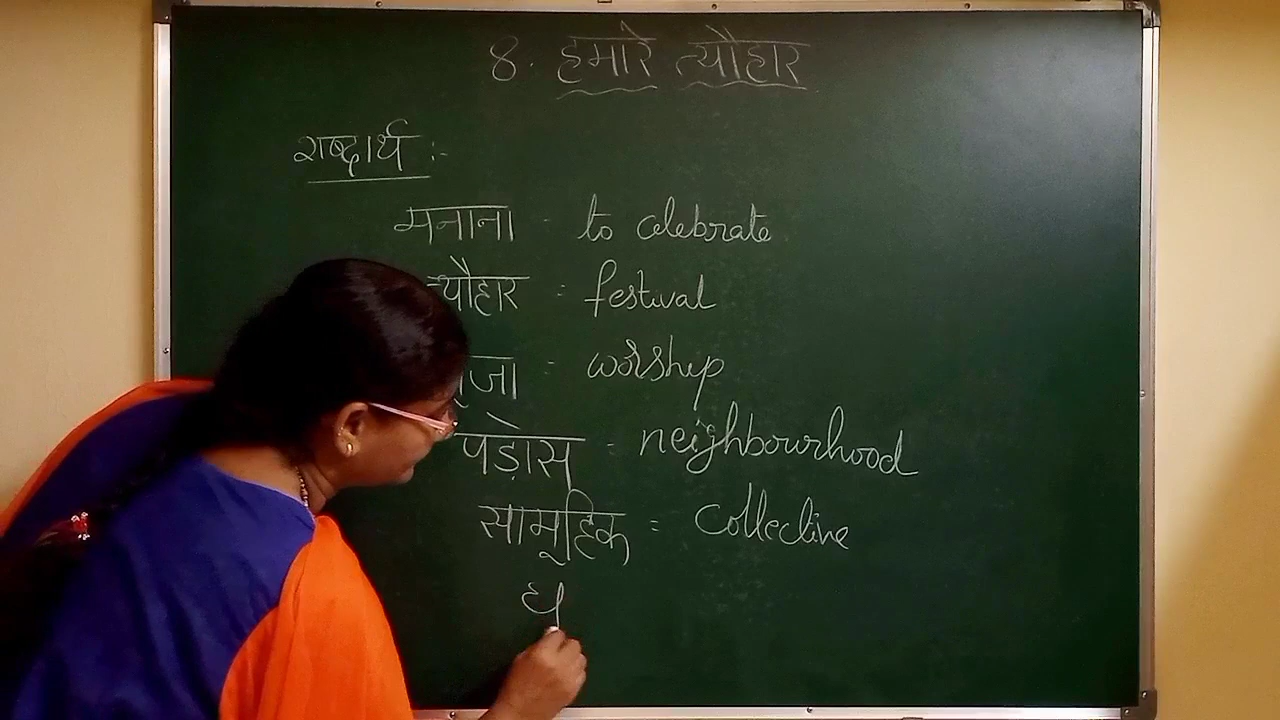 8. हमारे त्यौहार
शब्दार्थ :-
मनाना - to celebrate
त्यौहार = festival
पूजा = worship
पड़ोस = neighbourhood
सामूहिक = Collective
ध